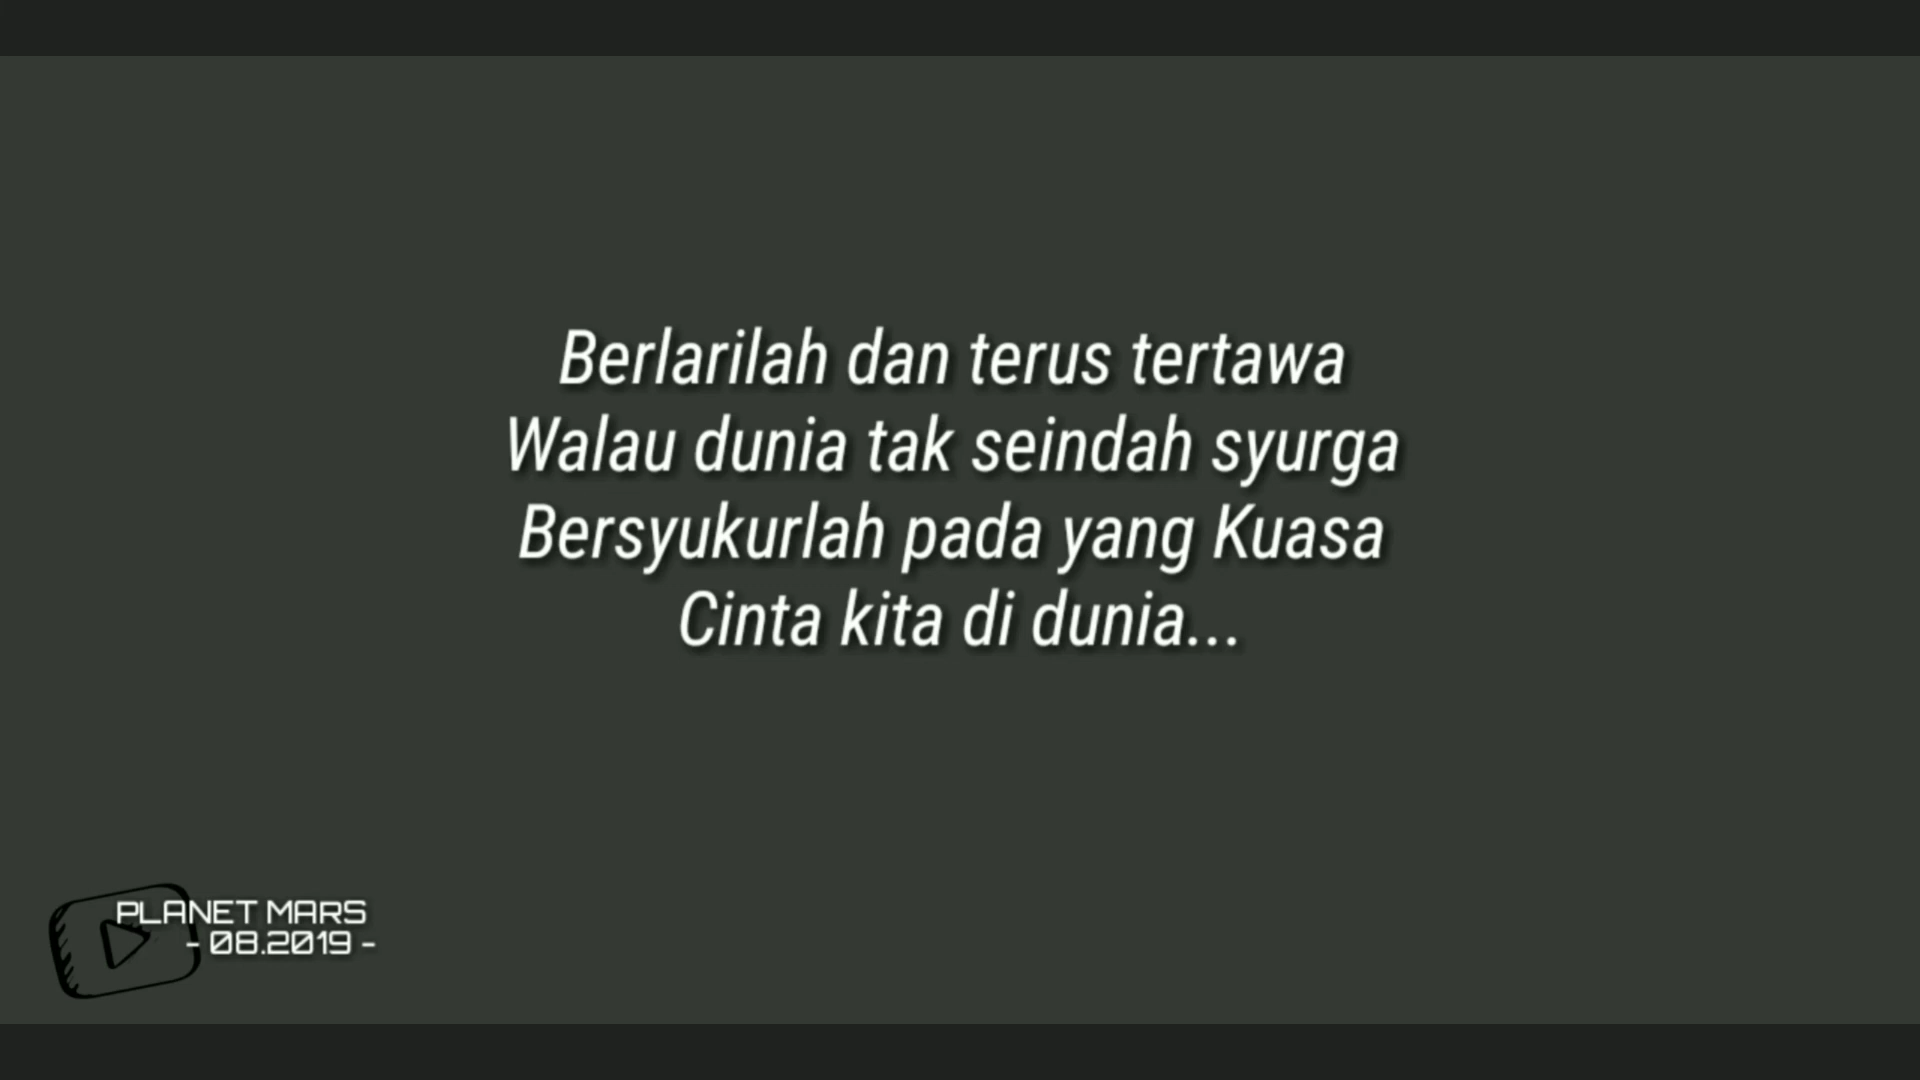 Berlarilah dan terus tertawa
Walau dunia tak seindah syurga
Bersyukurlah pada yang Kuasa
Cinta kita di dunia...
PLANET MARS
- 08.2019 -